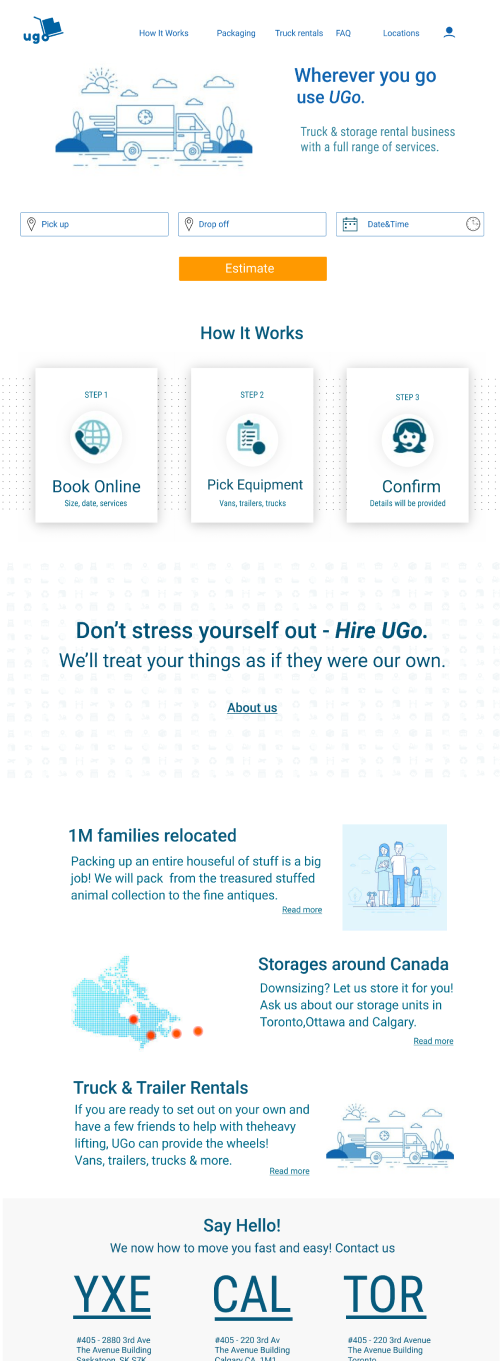 ugo
How It Works Packaging Truck rentals FAQ Locations
Wherever you go
use UGo.
Truck & storage rental business
with a full range of services.
Pick up Drop off Date&Time
Estimate
How It Works
STEP 1
Book Online
Size, date, services
STEP 2
Pick Equipment
Vans, trailers, trucks
STEP 3
Confirm
Details will be provided
Don't stress yourself out - Hire UGo.
We'll treat your things as if they were our own.
About us
1M families relocated
Packing up an entire houseful of stuff is a big
job! We will pack from the treasured stuffed
animal collection to the fine antiques.
Read more
Storages around Canada
Downsizing? Let us store it for you!
Ask us about our storage units in
Toronto,Ottawa and Calgary.
Read more
Truck & Trailer Rentals
If you are ready to set out on your own and
have a few friends to help with theheavy
lifting, UGo can provide the wheels!
Vans, trailers, trucks & more.
Read more
Say Hello!
We now how to move you fast and easy! Contact us
YXE
#405 - 2880 3rd Ave
The Avenue Building
Saskatoon, SK S7K
CAL
#405 - 220 3rd Av
The Avenue Building
Calgary CA, 1M1
TOR
#405 - 220 3rd Avenue
The Avenue Building
Toronto